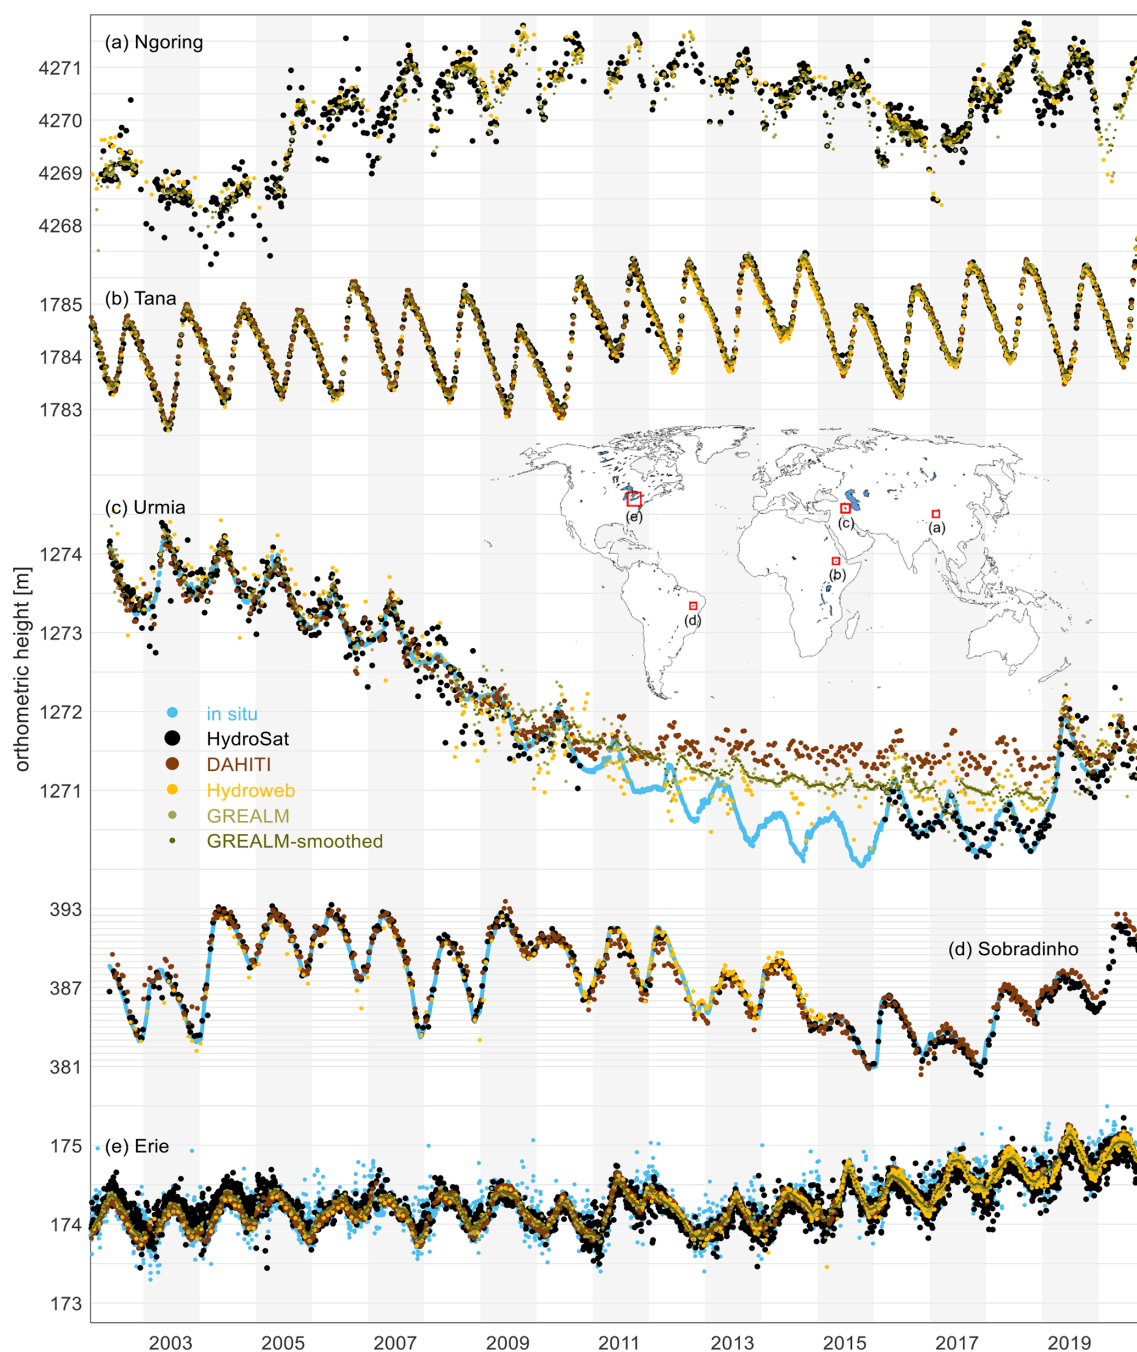 (a) Ngoring
4271
4270
4269
4268
(b) Tana
1785
1784
1783
(c) Urmia
1274
1273
1272
1271
orthometric height [m]
in situ
HydroSat
DAHITI
Hydroweb
GREALM
GREALM-smoothed
(e)
(c)
(a)
(b)
(d)
393
(d) Sobradinho
387
381
(e) Erie
175
174
173
2003 2005 2007 2009 2011 2013 2015 2017 2019